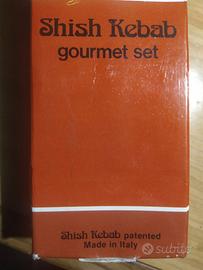 Shish Kebab
gourmet set
Shish Kebab patented
Made in Italy
subito